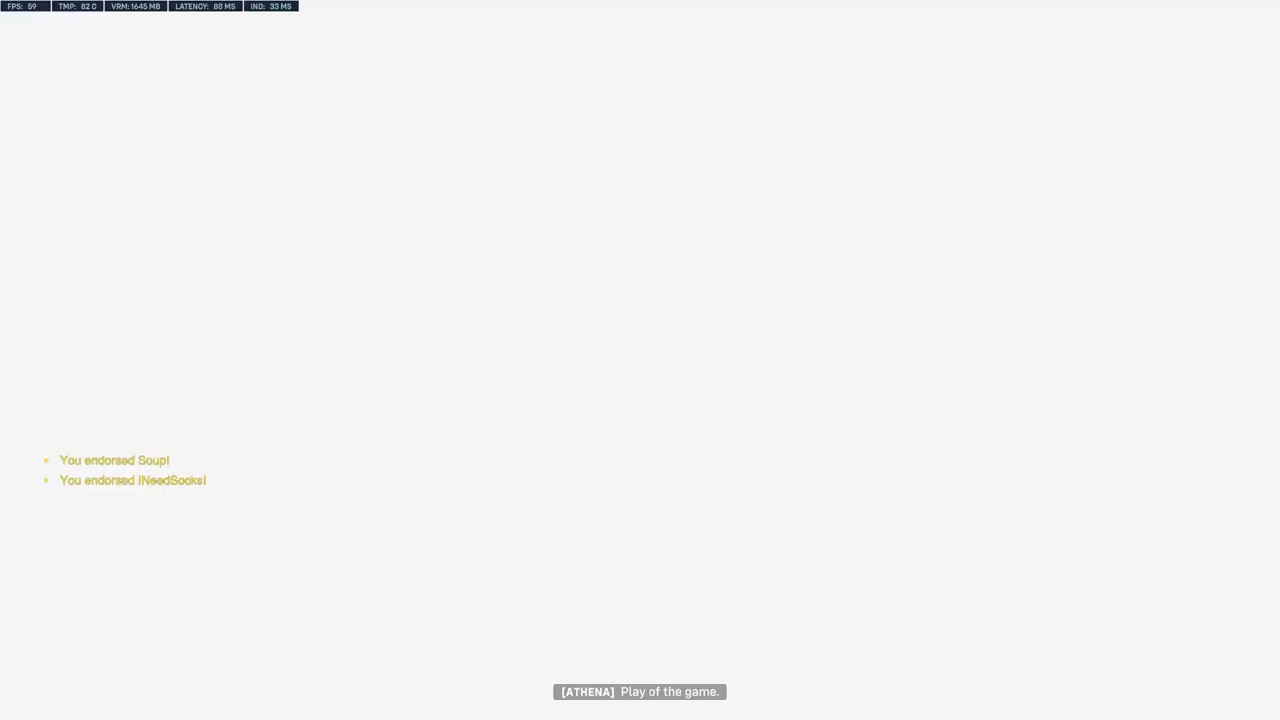 FPS: 59 TMP: 82 C VRM: 1645 MB LATENCY: 88 MS IND: 33 MS
You endorsed Soup!
You endorsed INeedSocks!
[ATHENA] Play of the game.